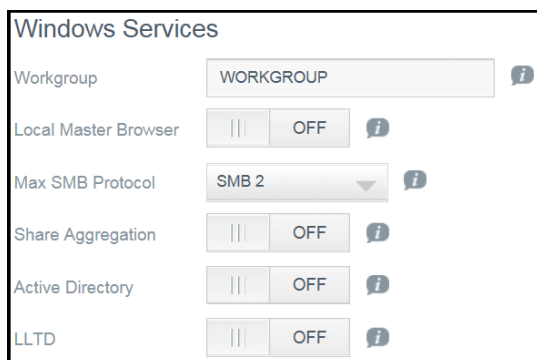 Windows Services
Workgroup WORKGROUP
Local Master Browser OFF
Max SMB Protocol SMB 2
Share Aggregation OFF
Active Directory OFF
LLTD OFF